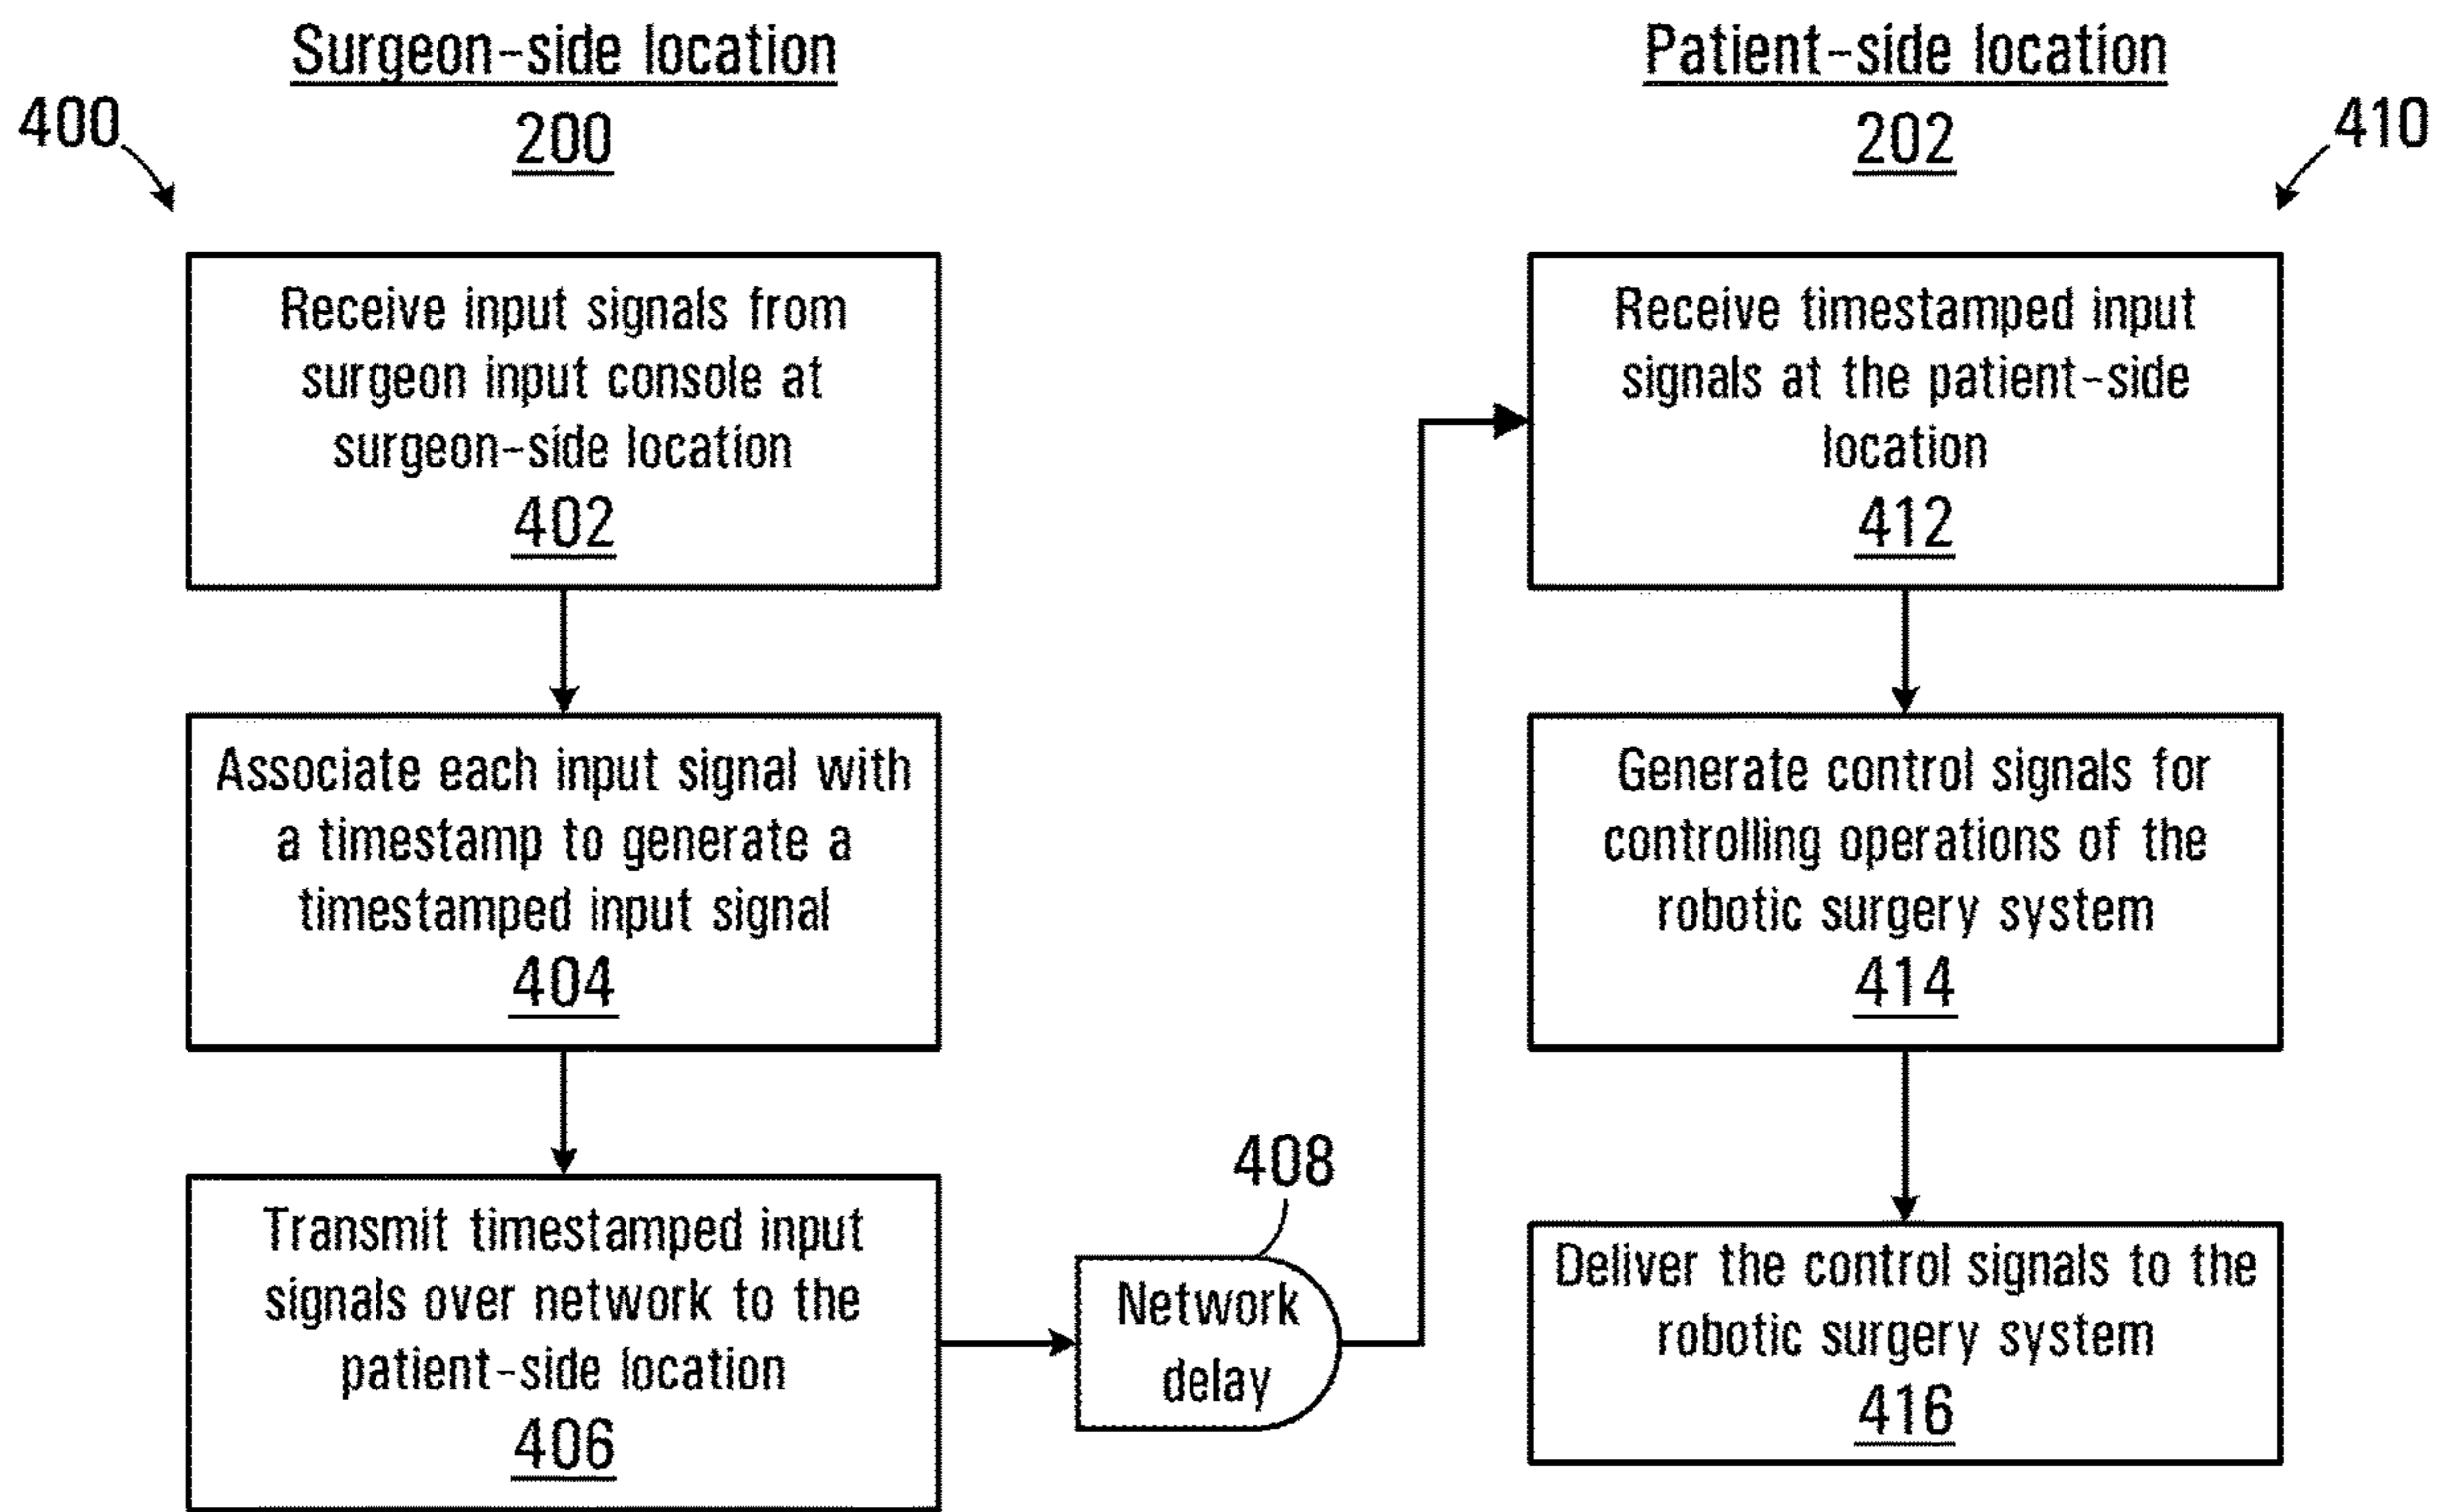 Surgeon-side location
200
400
Receive input signals from
surgeon input console at
surgeon-side location
402
Associate each input signal with
a timestamp to generate a
timestamped input signal
404
Transmit timestamped input
signals over network to the
patient-side location
406
408
Network
delay
Patient-side location
202
410
Receive timestamped input
signals at the patient-side
location
412
Generate control signals for
controlling operations of the
robotic surgery system
414
Deliver the control signals to the
robotic surgery system
416